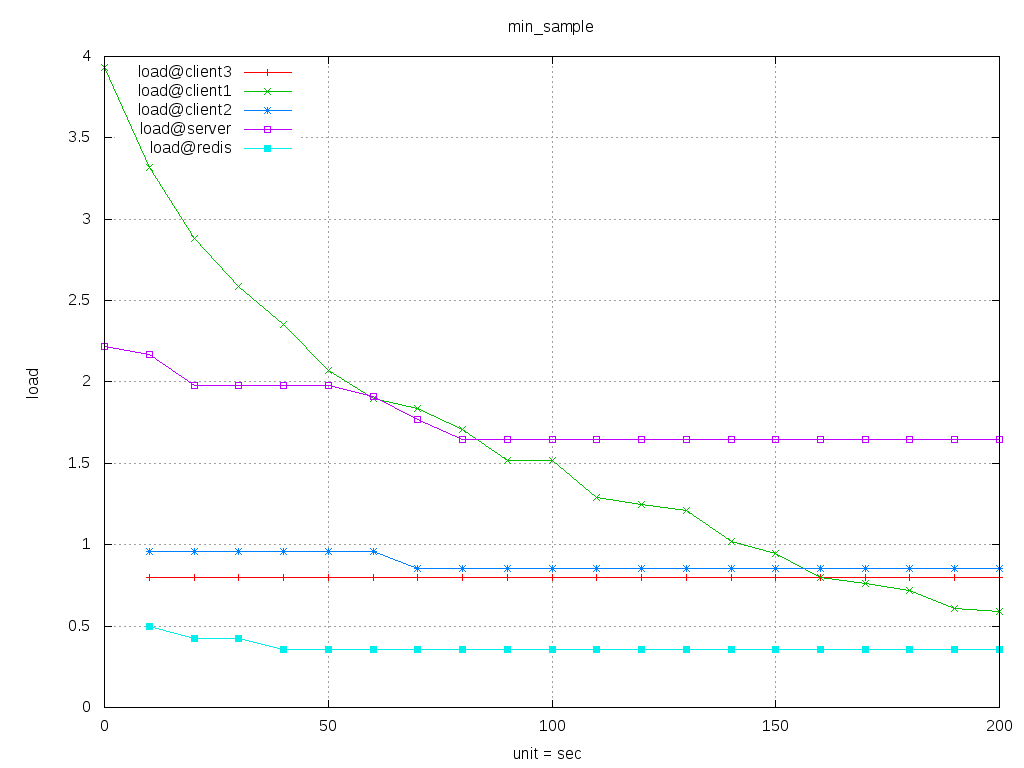 min_sample
load@client3
load@client1
load@client2
load@server
load@redis
4
3.5
3
2.5
2
1.5
1
0.5
0
load
0 50 100 150 200
unit = sec